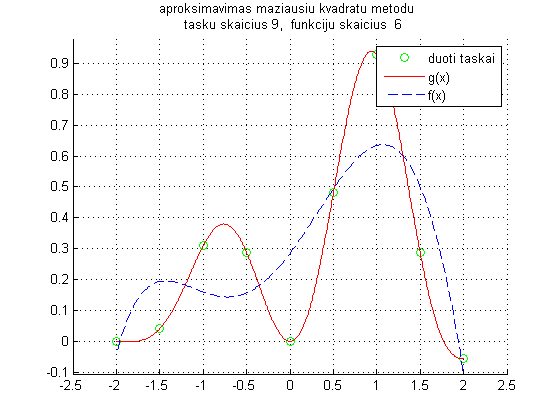 aproksimavimas maziausiu kvadratu metodu
tasku skaicius 9,  funkciju skaicius  6
duoti taskai
g(x)
f(x)
0.9
0.8
0.7
0.6
0.5
0.4
0.3
0.2
0.1
0
-0.1
-2.5 -2 -1.5 -1 -0.5 0 0.5 1 1.5 2 2.5